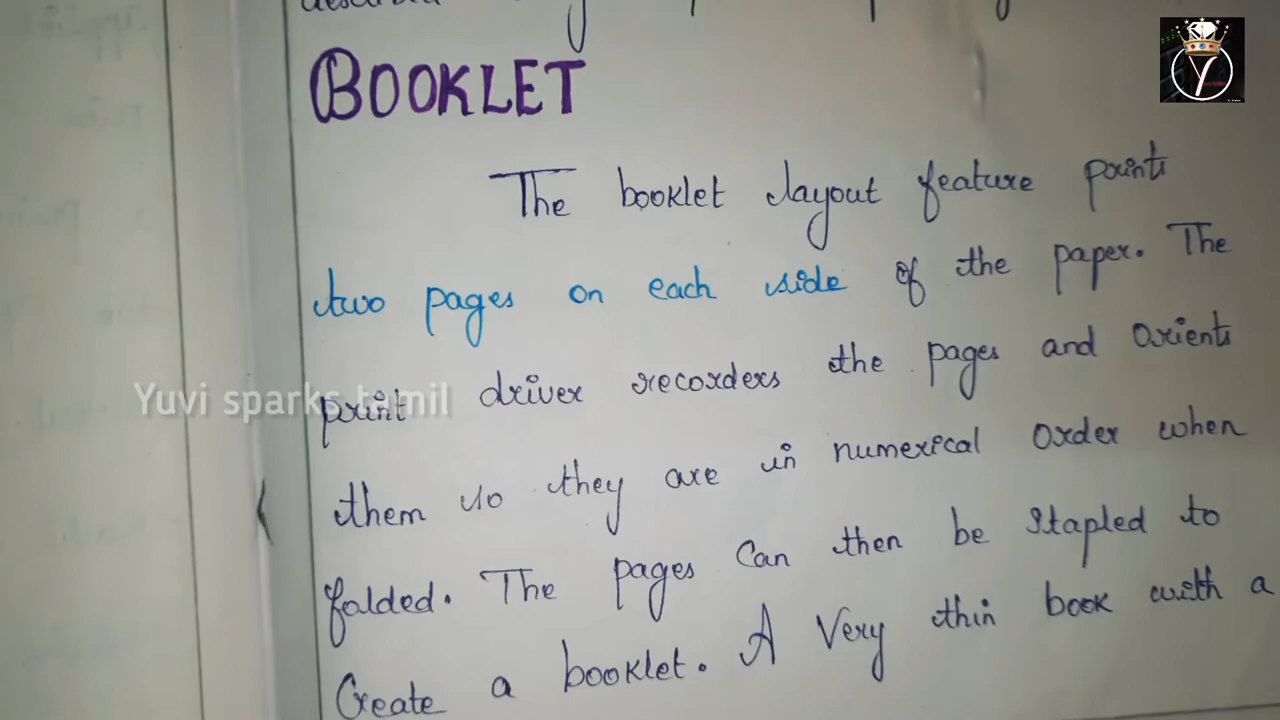 BOOKLET
The booklet layout feature prints
two pages on each side of the paper. The
print driver recorders the pages and orients
them so they are in numerical order when
falded. The pages can then be stapled to
Create a booklet. A Very thin book with a
Yuvi sparks tamil
Y